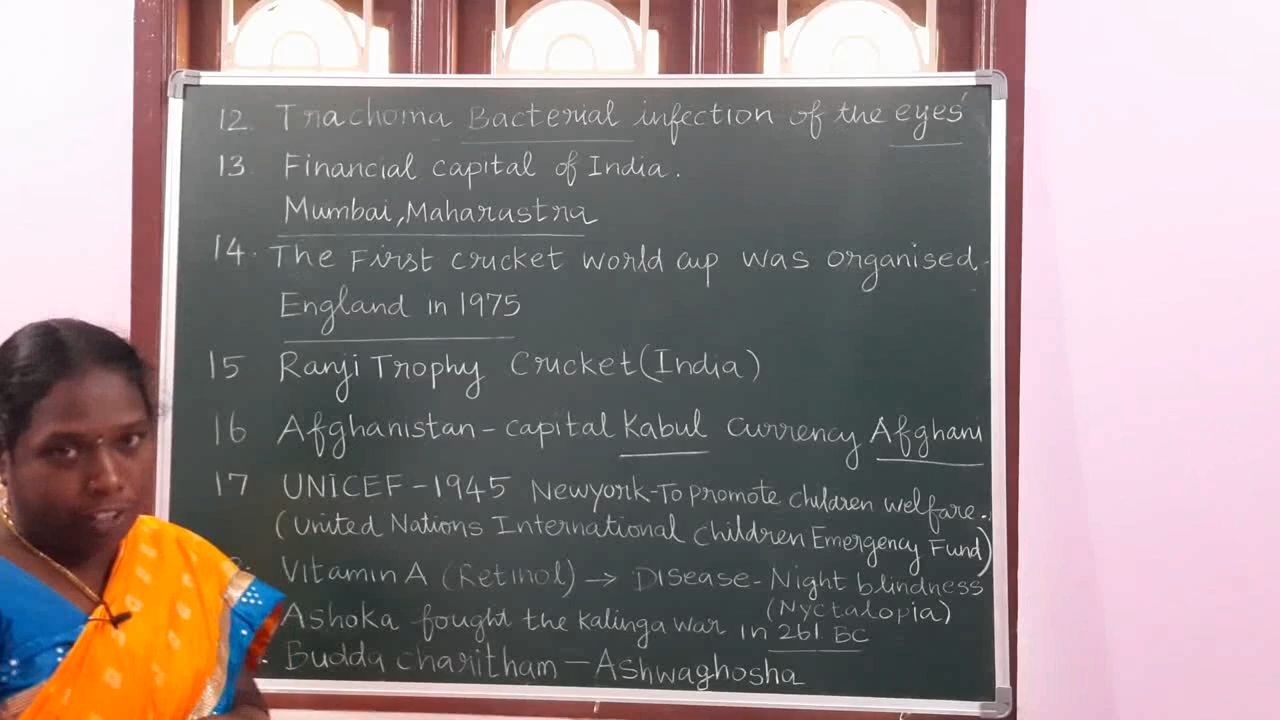 12. Trachoma Bacterial infection of the eyes
13. Financial capital of India.
Mumbai, Maharastra
14. The First cricket world cup was organised.
England in 1975
15 Ranji Trophy Cricket (India)
16 Afghanistan - capital Kabul currency Afghani
17 UNICEF - 1945 Newyork - To promote children welfare.
(United Nations International Children Emergency Fund)
Vitamin A (Retinol) → Disease - Night blindness
(Nyctalopia)
Ashoka fought the Kalinga war in 261 BC
Budda chariitham - Ashwaghosha